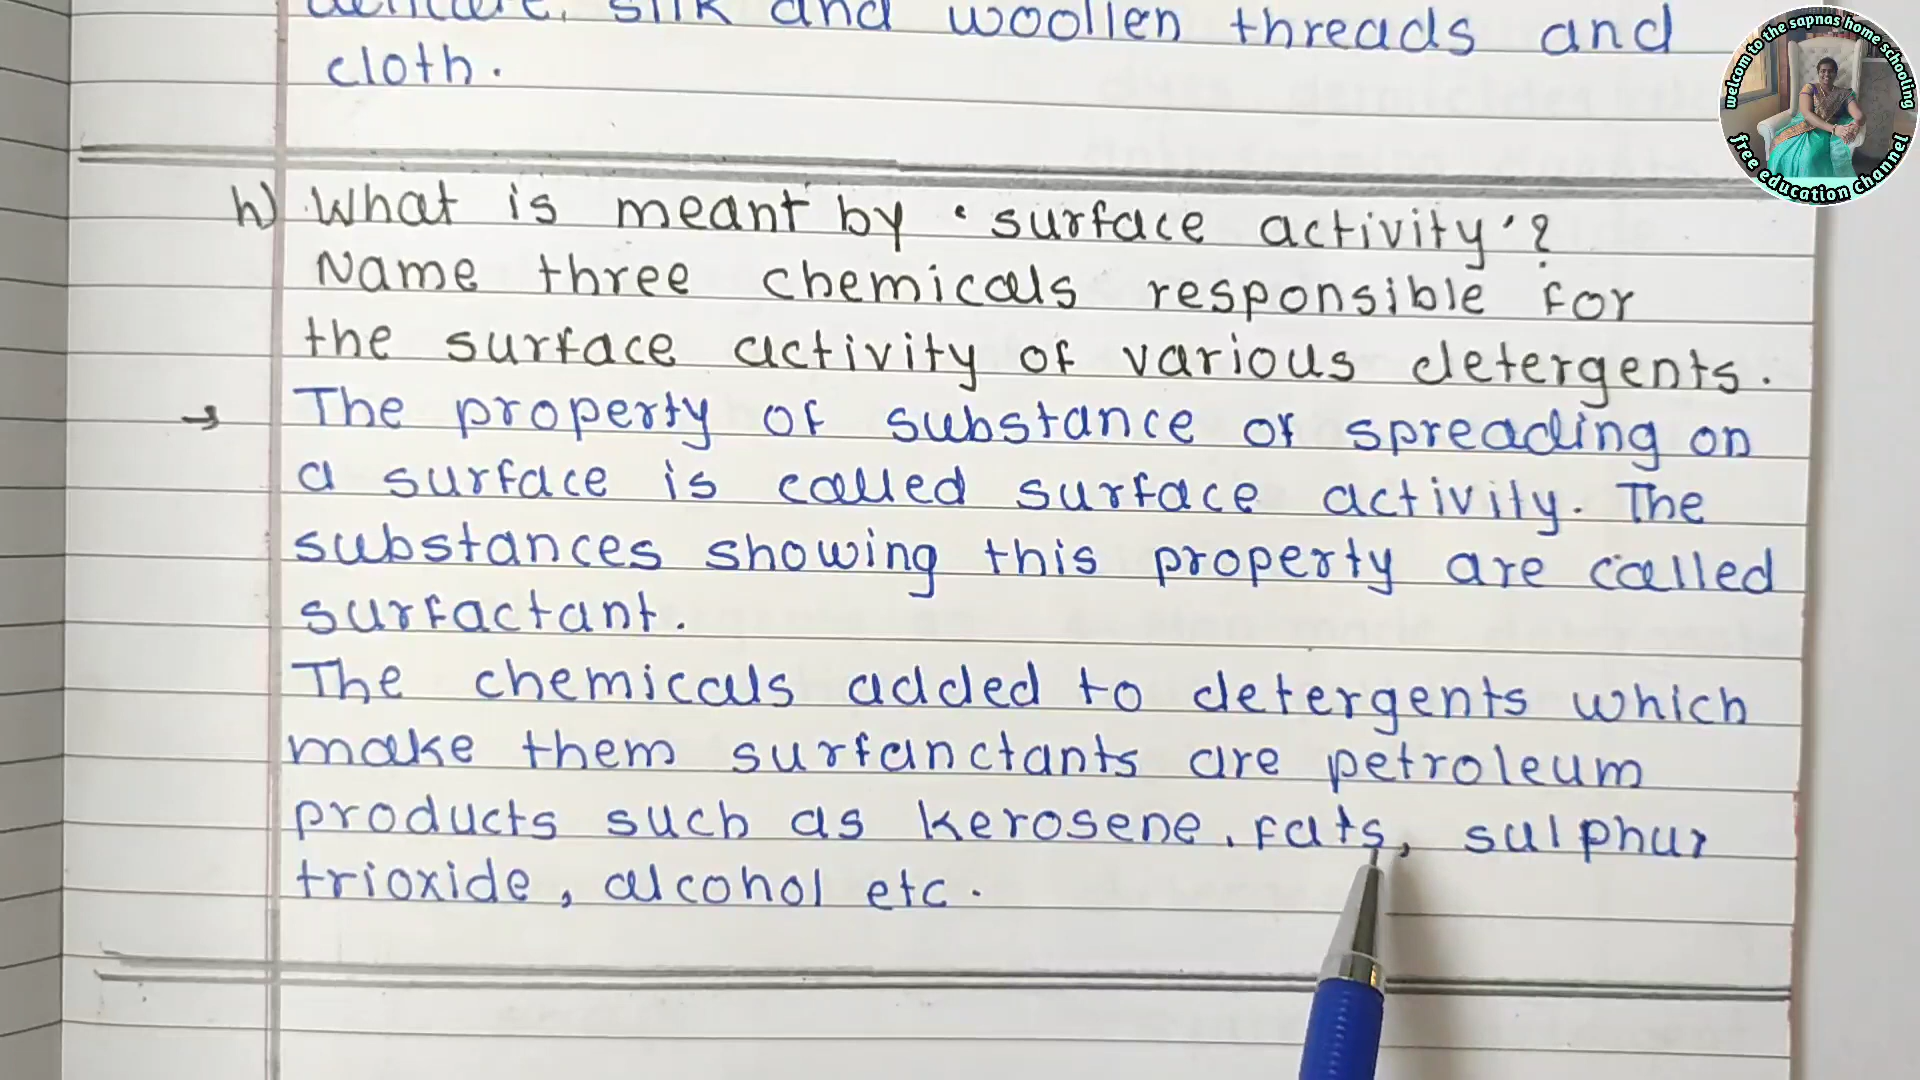 silk and woollen threads and
cloth.
h) What is meant by 'surface activity'?
Name three chemicals responsible for
the surface activity of various detergents.
→ The property of substance of spreading on
a surface is called surface activity. The
substances showing this property are called
surfactant.
The chemicals added to detergents which
make them surfanctants are petroleum
products such as kerosene, fats, sulphur
trioxide, alcohol etc.
welcom to the sapnas home schooling
free education channel